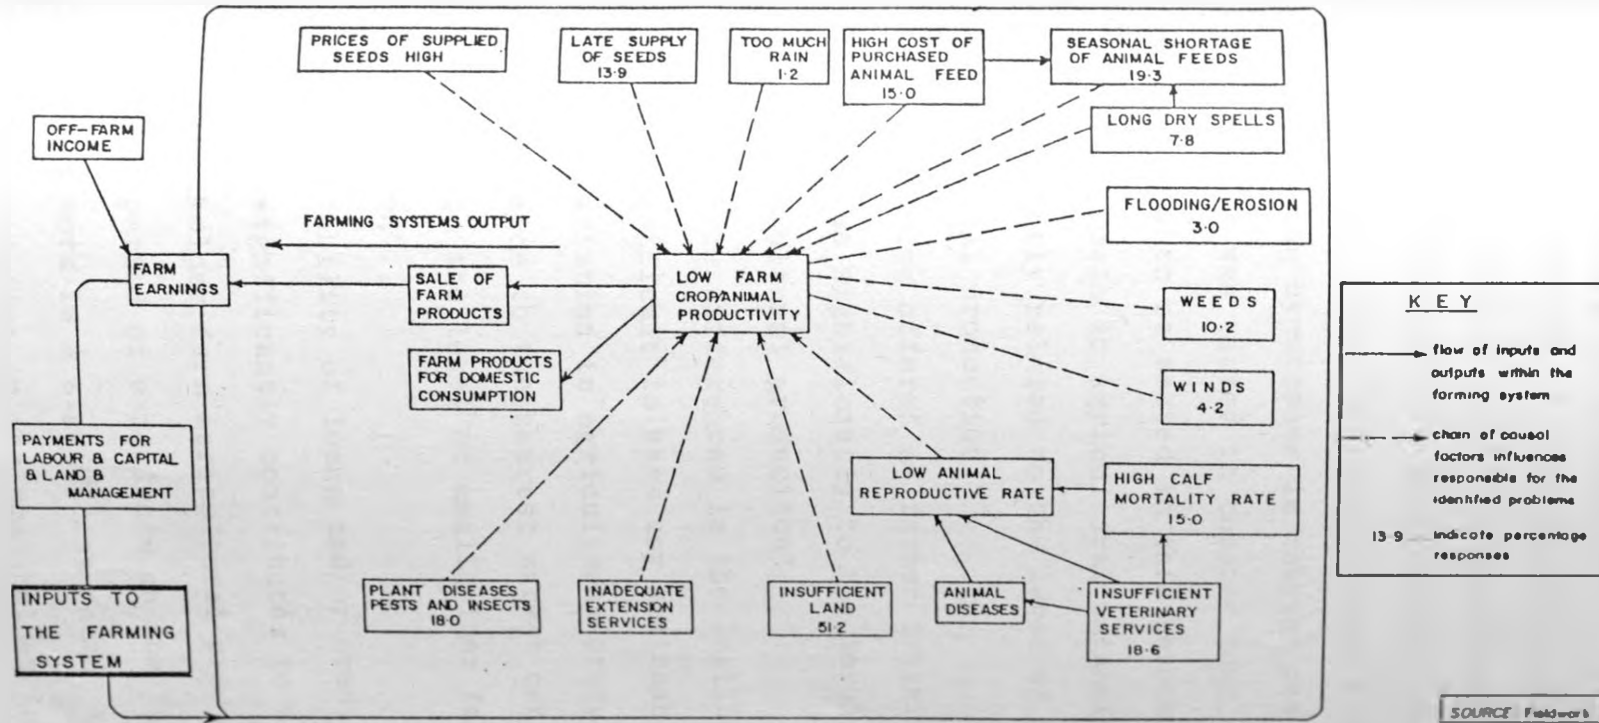 PRICES OF SUPPLIED
SEEDS HIGH
LATE SUPPLY
OF SEEDS
13·9
TOO MUCH
RAIN
1·2
HIGH COST OF
PURCHASED
ANIMAL FEED
15·0
SEASONAL SHORTAGE
OF ANIMAL FEEDS
19·3
OFF-FARM
INCOME
LONG DRY SPELLS
7·8
FLOODING/EROSION
3·0
FARMING SYSTEMS OUTPUT
FARM
EARNINGS
SALE OF
FARM
PRODUCTS
LOW FARM
CROP/ANIMAL
PRODUCTIVITY
WEEDS
10·2
FARM PRODUCTS
FOR DOMESTIC
CONSUMPTION
WINDS
4·2
PAYMENTS FOR
LABOUR & CAPITAL
& LAND &
MANAGEMENT
LOW ANIMAL
REPRODUCTIVE RATE
HIGH CALF
MORTALITY RATE
15·0
INPUTS TO
THE FARMING
SYSTEM
PLANT DISEASES
PESTS AND INSECTS
18·0
INADEQUATE
EXTENSION
SERVICES
INSUFFICIENT
LAND
51·2
ANIMAL
DISEASES
INSUFFICIENT
VETERINARY
SERVICES
18·6
KEY
flow of inputs and
outputs within the
forming system
chain of causal
factors influences
responsible for the
identified problems
13·9 indicate percentage
responses
SOURCE Fieldwork